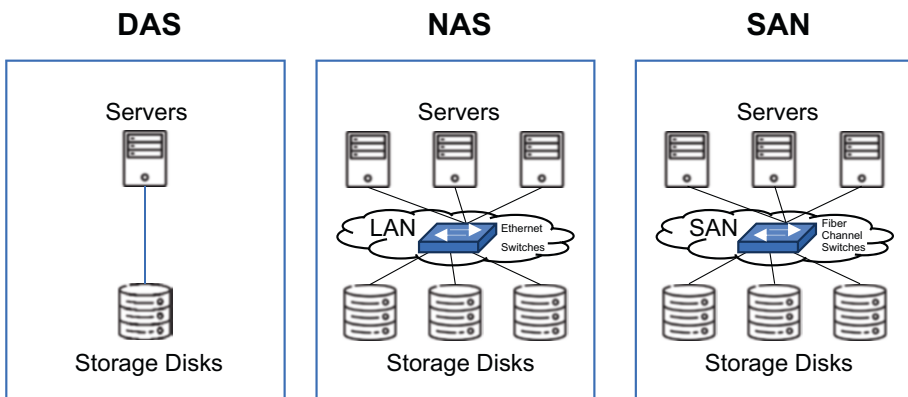 DAS
Servers
Storage Disks
NAS
Servers
LAN
Ethernet
Switches
Storage Disks
SAN
Servers
SAN
Fiber
Channel
Switches
Storage Disks